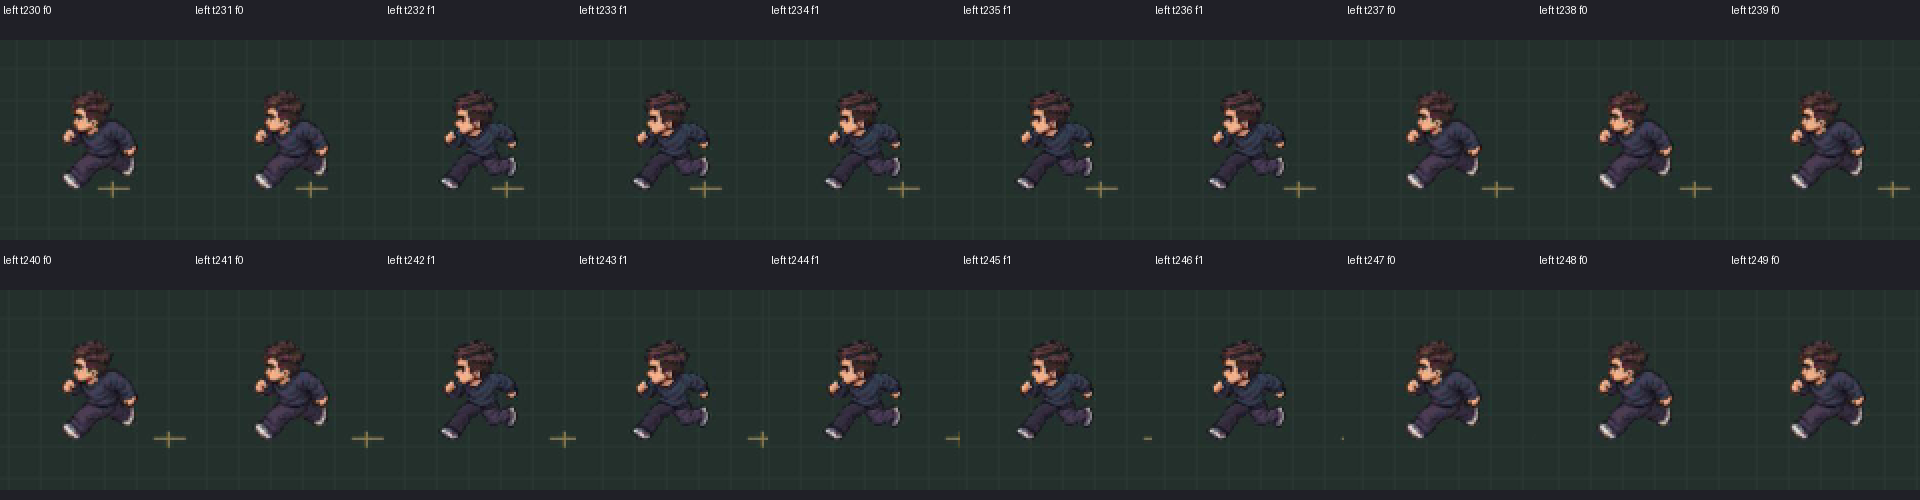 left t230 f0
left t231 f0
left t232 f1
left t233 f1
left t234 f1
left t235 f1
left t236 f1
left t237 f0
left t238 f0
left t239 f0
left t240 f0
left t241 f0
left t242 f1
left t243 f1
left t244 f1
left t245 f1
left t246 f1
left t247 f0
left t248 f0
left t249 f0